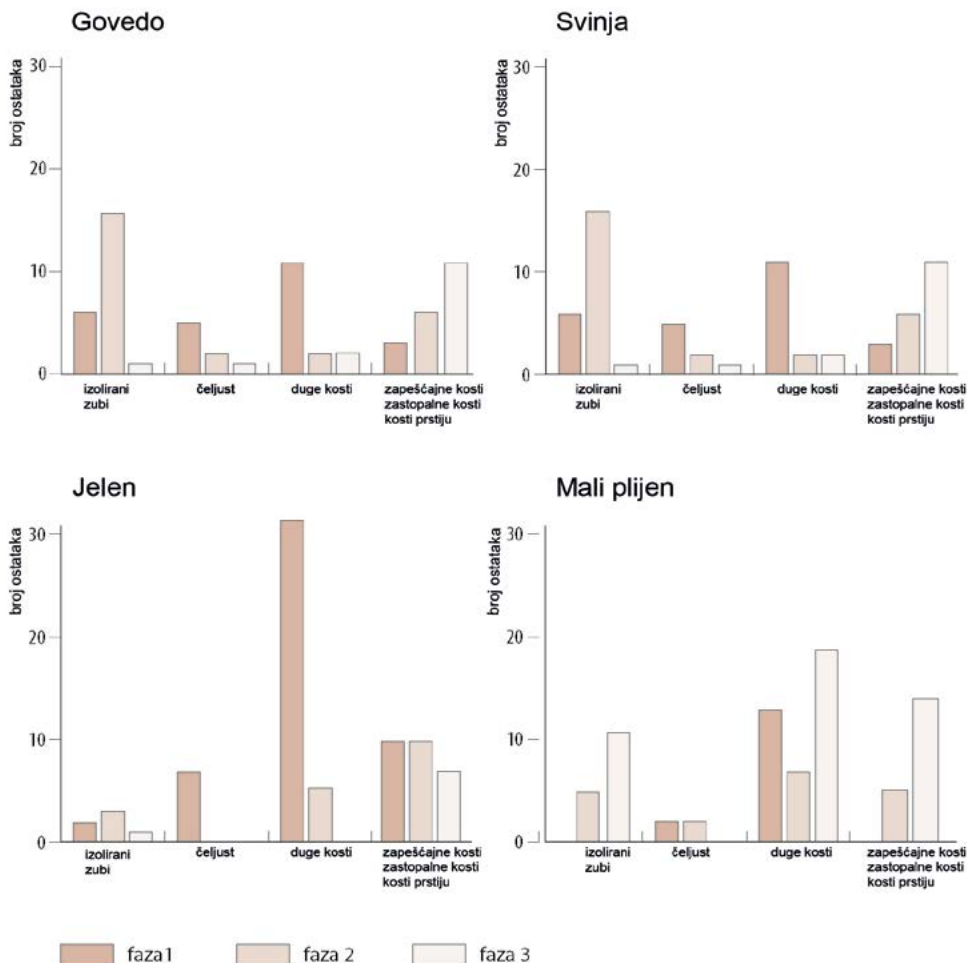 Govedo
broj ostataka
30
20
10
0
izolirani
zubi
čeljust
duge kosti
zapešćajne kosti
zastopalne kosti
kosti prstiju
Svinja
broj ostataka
30
20
10
0
izolirani
zubi
čeljust
duge kosti
zapešćajne kosti
zastopalne kosti
kosti prstiju
Jelen
broj ostataka
30
20
10
0
izolirani
zubi
čeljust
duge kosti
zapešćajne kosti
zastopalne kosti
kosti prstiju
Mali plijen
broj ostataka
30
20
10
0
izolirani
zubi
čeljust
duge kosti
zapešćajne kosti
zastopalne kosti
kosti prstiju
faza1
faza 2
faza 3